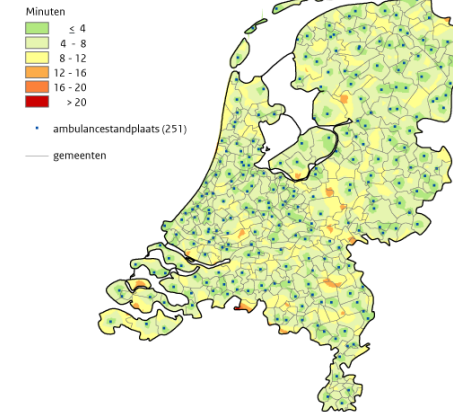 Minuten
≤ 4
4 - 8
8 - 12
12 - 16
16 - 20
> 20
ambulancestandplaats (251)
gemeenten